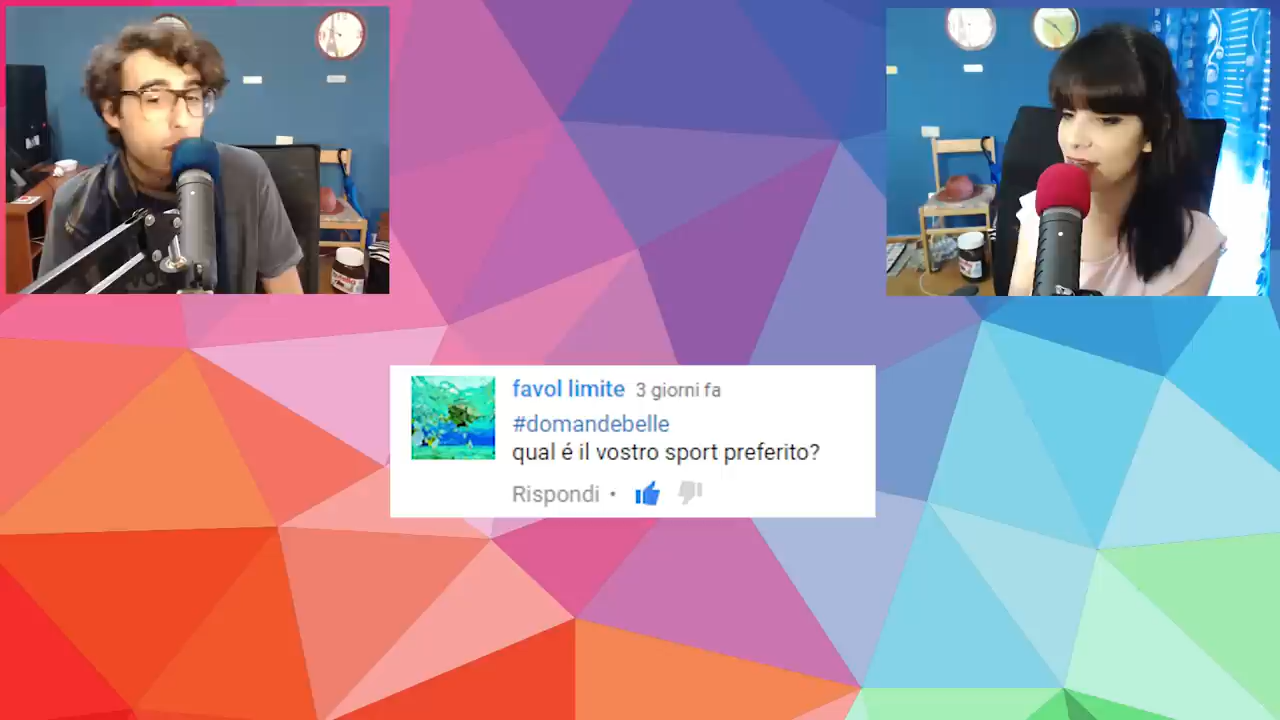 favol limite 3 giorni fa
#domandebelle
qual é il vostro sport preferito?
Rispondi •